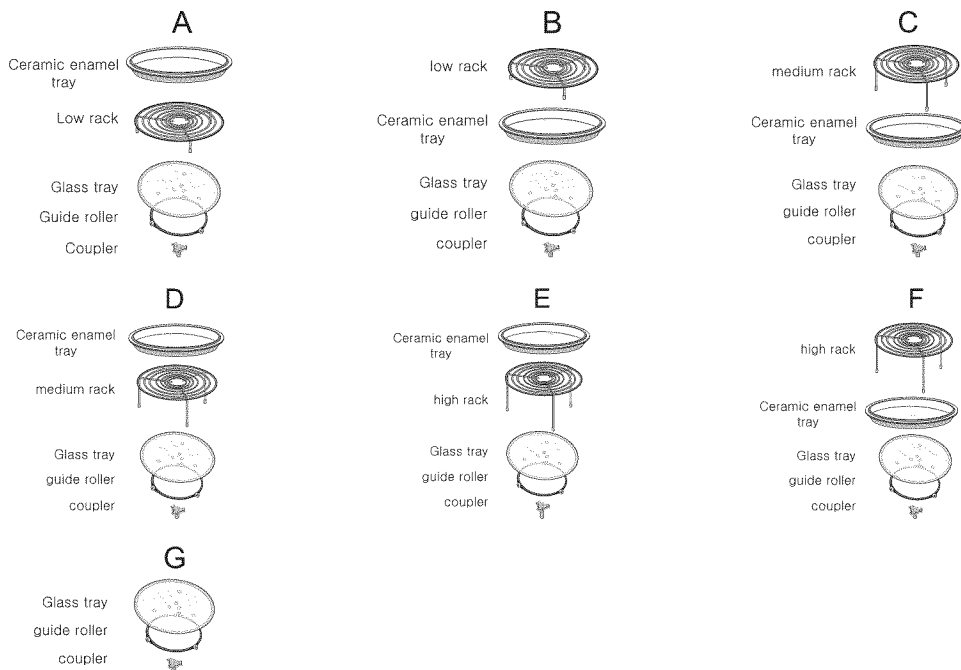 A
Ceramic enamel
tray
Low rack
Glass tray
Guide roller
Coupler
B
low rack
Ceramic enamel
tray
Glass tray
guide roller
coupler
C
medium rack
Ceramic enamel
tray
Glass tray
guide roller
coupler
D
Ceramic enamel
tray
medium rack
Glass tray
guide roller
coupler
E
Ceramic enamel
tray
high rack
Glass tray
guide roller
coupler
F
high rack
Ceramic enamel
tray
Glass tray
guide roller
coupler
G
Glass tray
guide roller
coupler